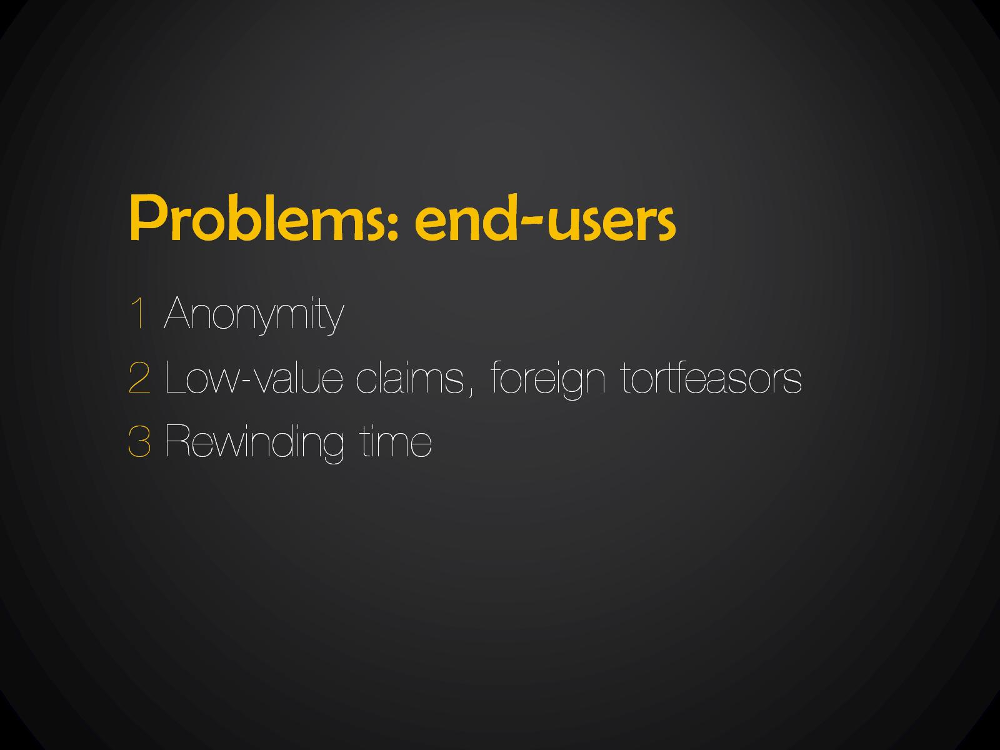 Problems: end-users
1 Anonymity
2 Low-value claims, foreign tortfeasors
3 Rewinding time